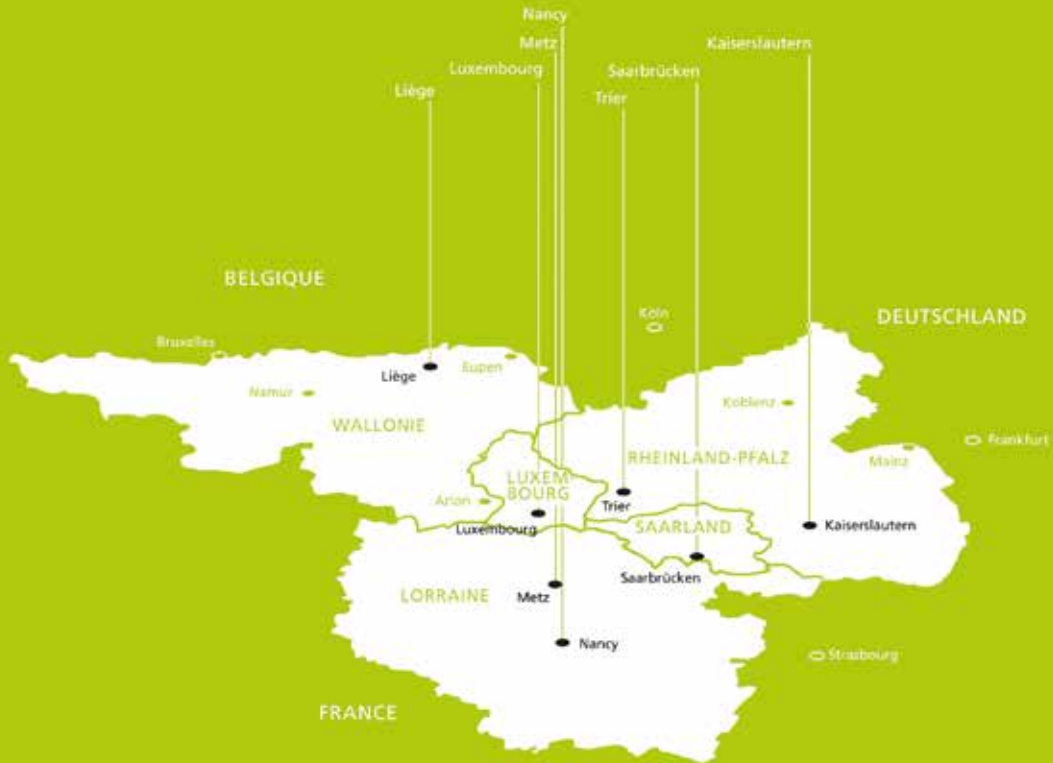 Nancy
Metz
Kaiserslautern
Luxembourg
Saarbrücken
Liège
Trier
BELGIQUE
Köln
DEUTSCHLAND
Bruxelles
Eupen
Liège
Namur
Koblenz
WALLONIE
Frankfurt
RHEINLAND-PFALZ
Mainz
LUXEM-
BOURG
Arlon
Trier
Luxembourg
SAARLAND
Kaiserslautern
Saarbrücken
LORRAINE
Metz
Nancy
Strasbourg
FRANCE